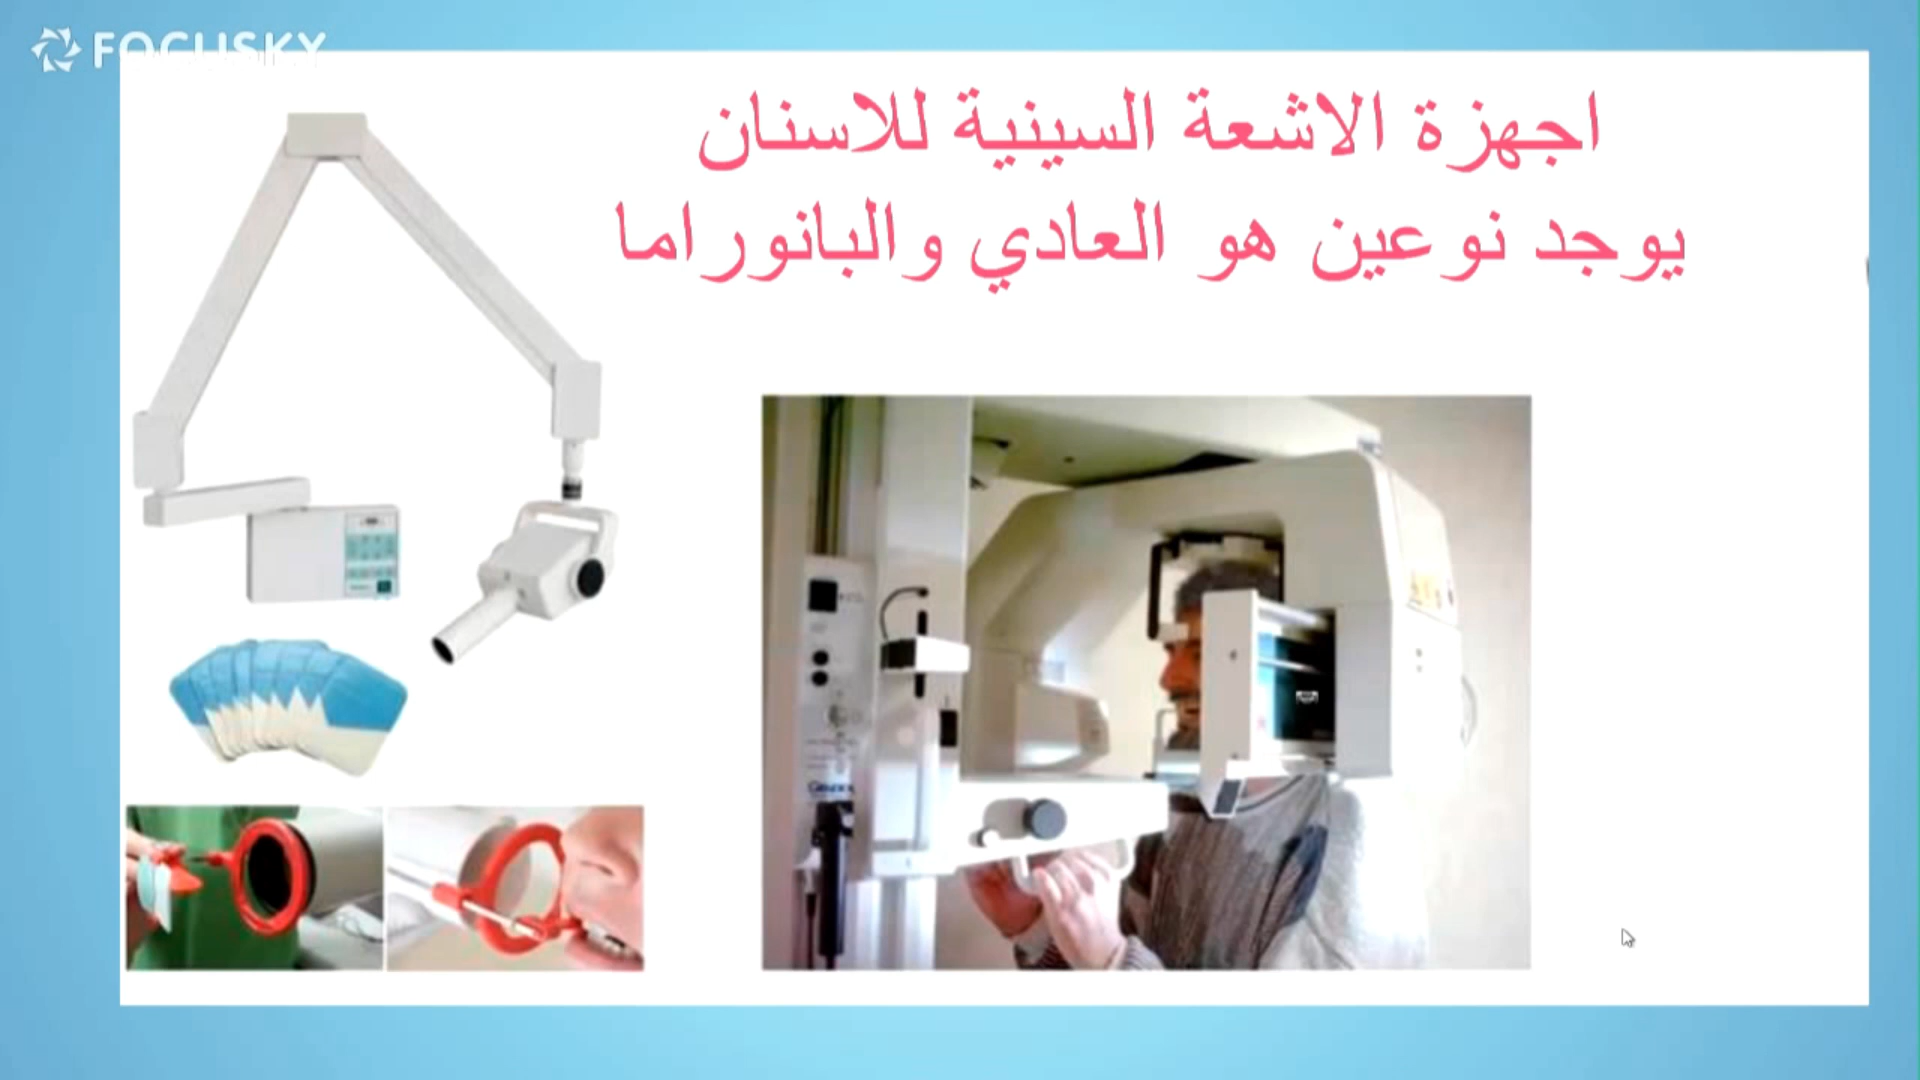 FOCUSKY
اجهزة الاشعة السينية للاسنان
يوجد نوعين هو العادي والبانوراما